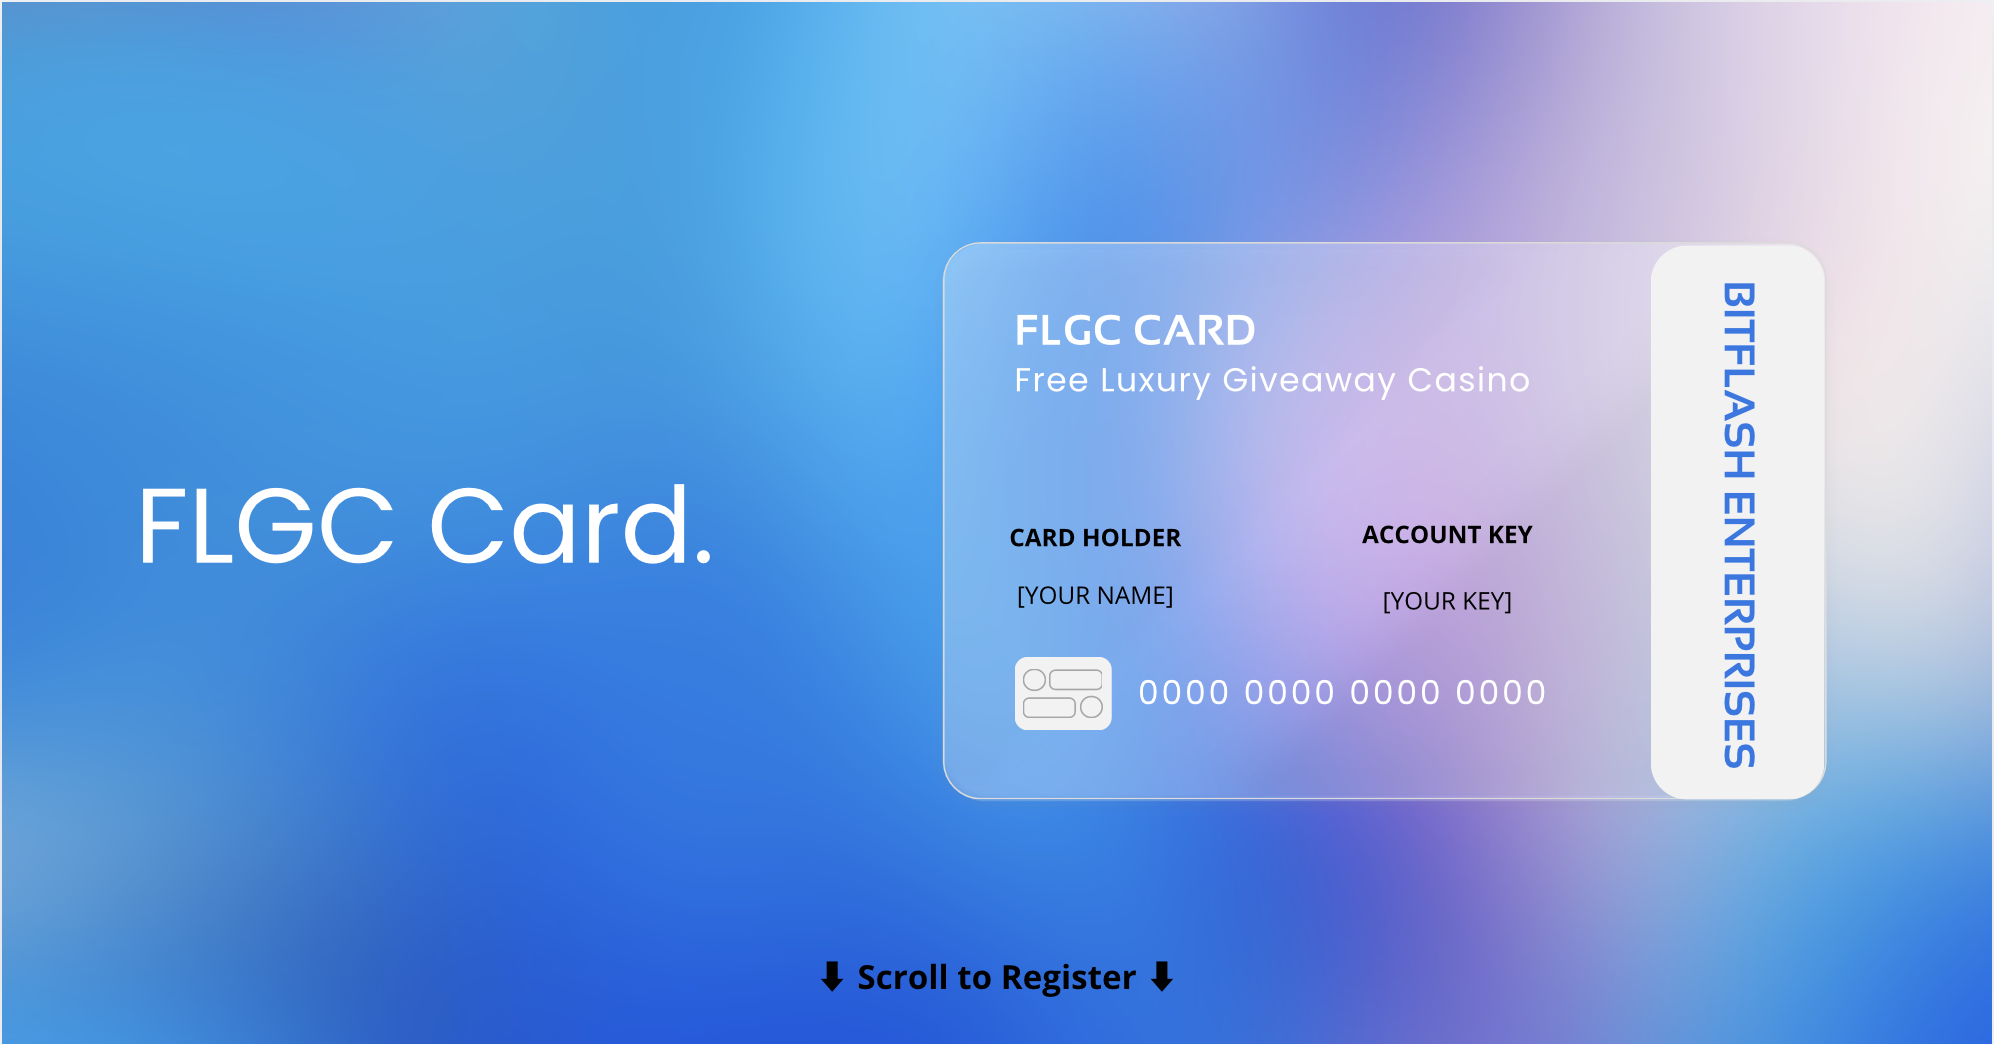 FLGC Card.
FLGC CARD
Free Luxury Giveaway Casino
CARD HOLDER
[YOUR NAME]
ACCOUNT KEY
[YOUR KEY]
0000 0000 0000 0000
BITFLASH ENTERPRISES
⬇ Scroll to Register ⬇